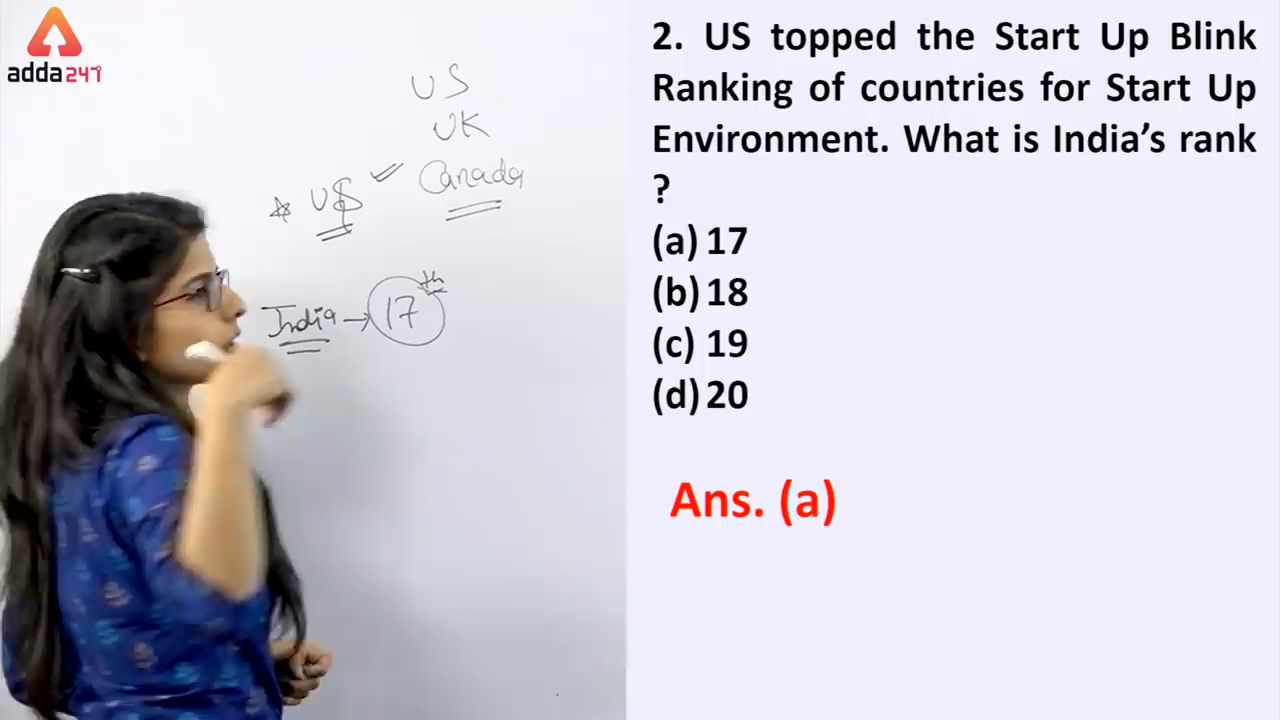 adda247
US
UK
Canada
US
India → 17th
2. US topped the Start Up Blink
Ranking of countries for Start Up
Environment. What is India's rank
?
(a) 17
(b) 18
(c) 19
(d) 20
Ans. (a)